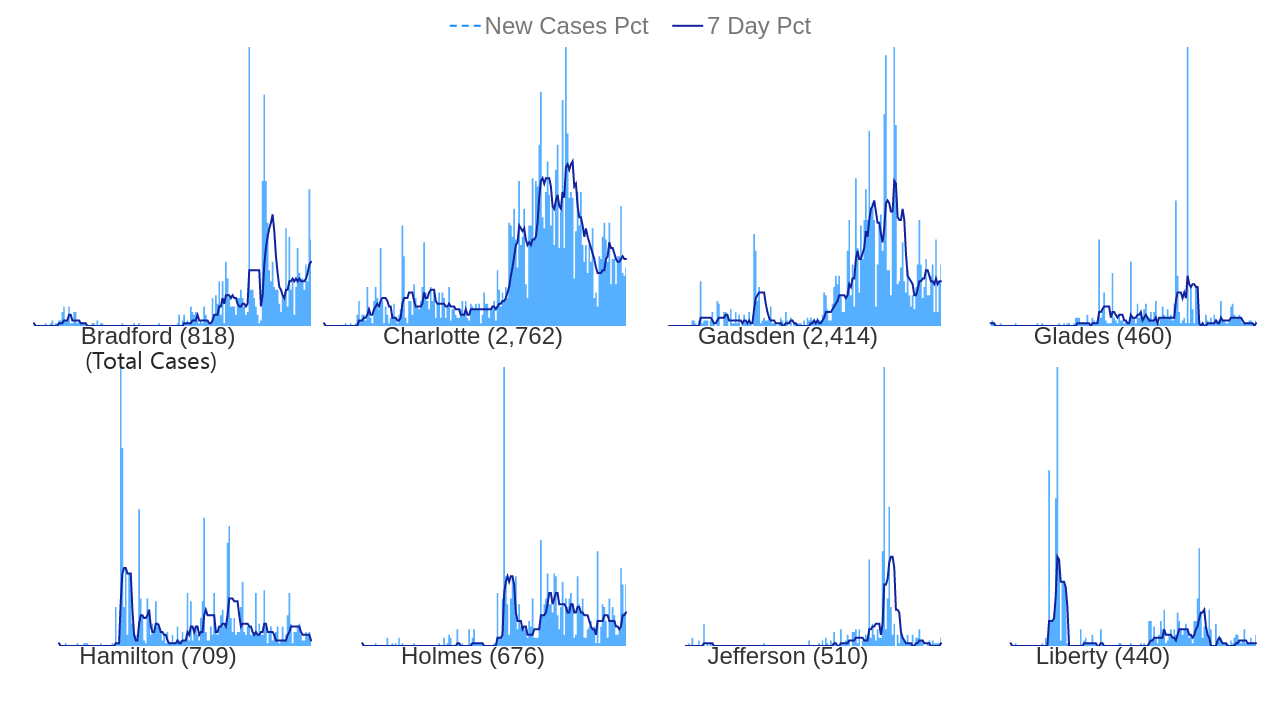 New Cases Pct 7 Day Pct
Bradford (818) Charlotte (2,762) Gadsden (2,414) Glades (460)
(Total Cases)
Hamilton (709) Holmes (676) Jefferson (510) Liberty (440)